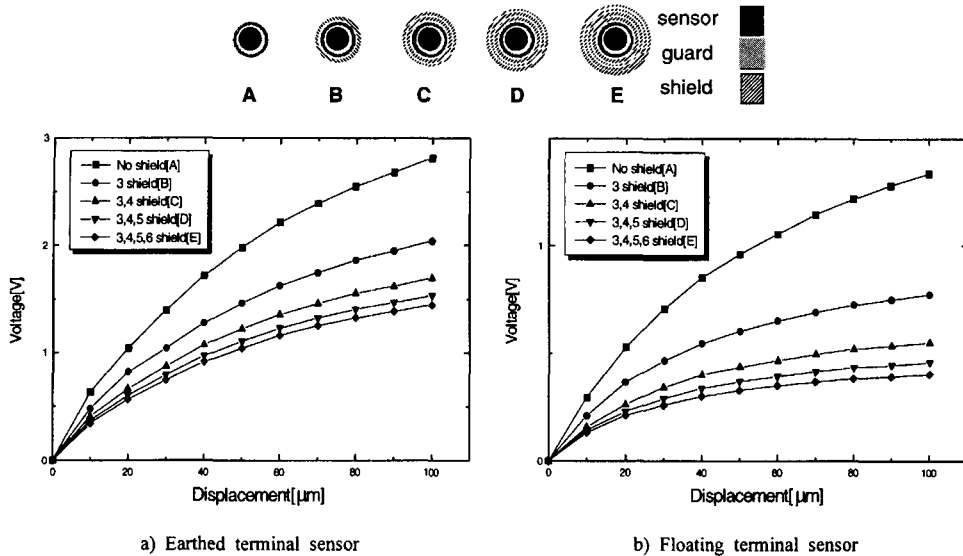 sensor
guard
shield
A B C D E
3
2
1
0
Voltage[V]
No shield[A]
3 shield[B]
3,4 shield[C]
3,4,5 shield[D]
3,4,5,6 shield[E]
0 20 40 60 80 100
Displacement[μm]
a) Earthed terminal sensor
1
0
Voltage[V]
No shield[A]
3 shield[B]
3,4 shield[C]
3,4,5 shield[D]
3,4,5,6 shield[E]
0 20 40 60 80 100
Displacement[μm]
b) Floating terminal sensor